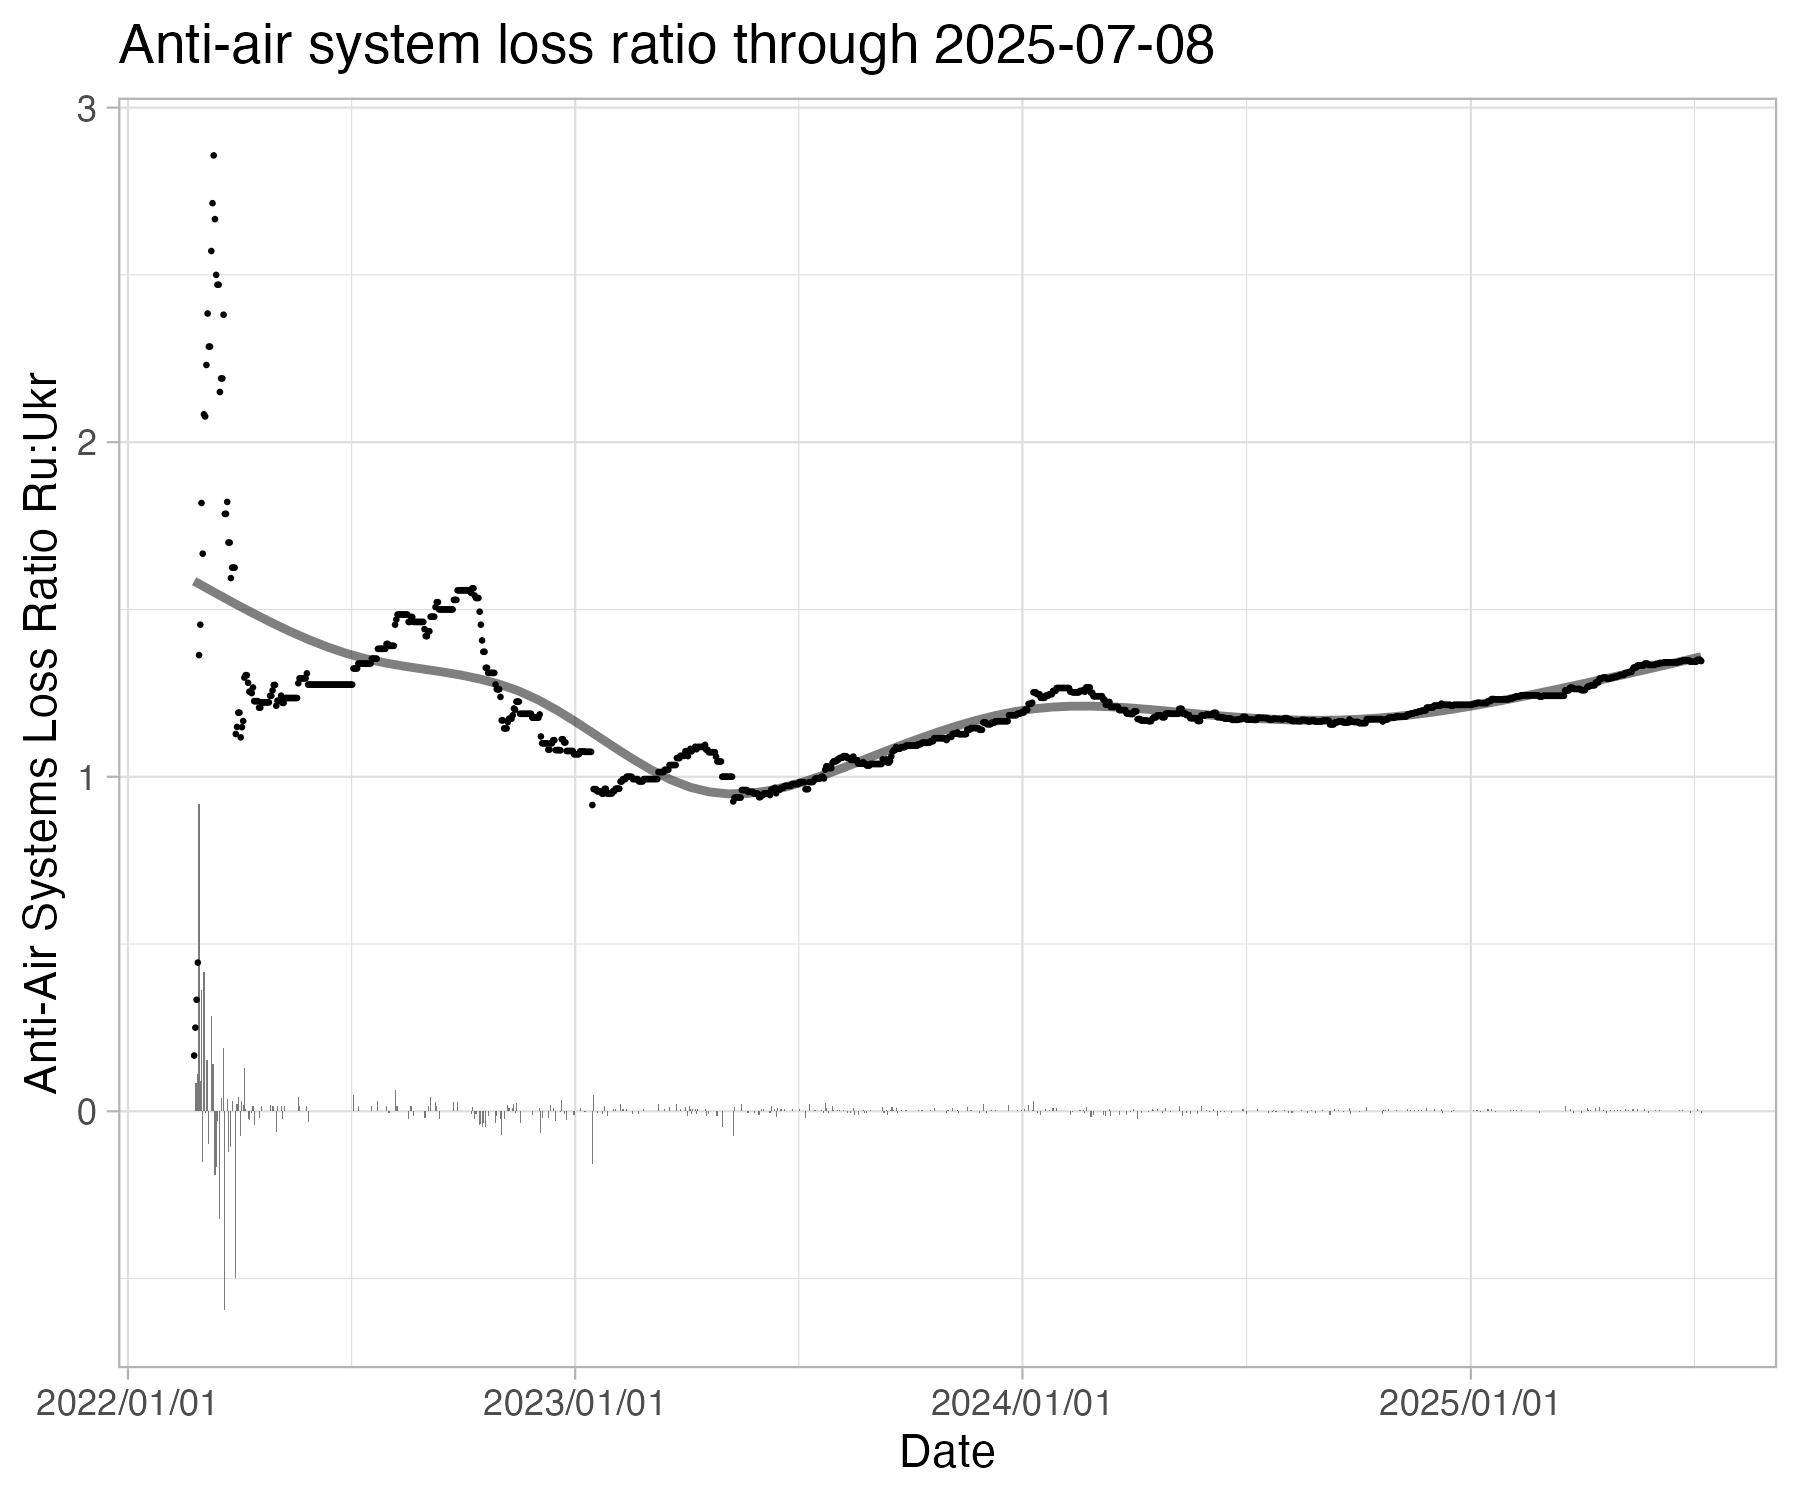 Anti-air system loss ratio through 2025-07-08
Anti-Air Systems Loss Ratio Ru:Ukr
3
2
1
0
2022/01/01
2023/01/01
2024/01/01
2025/01/01
Date